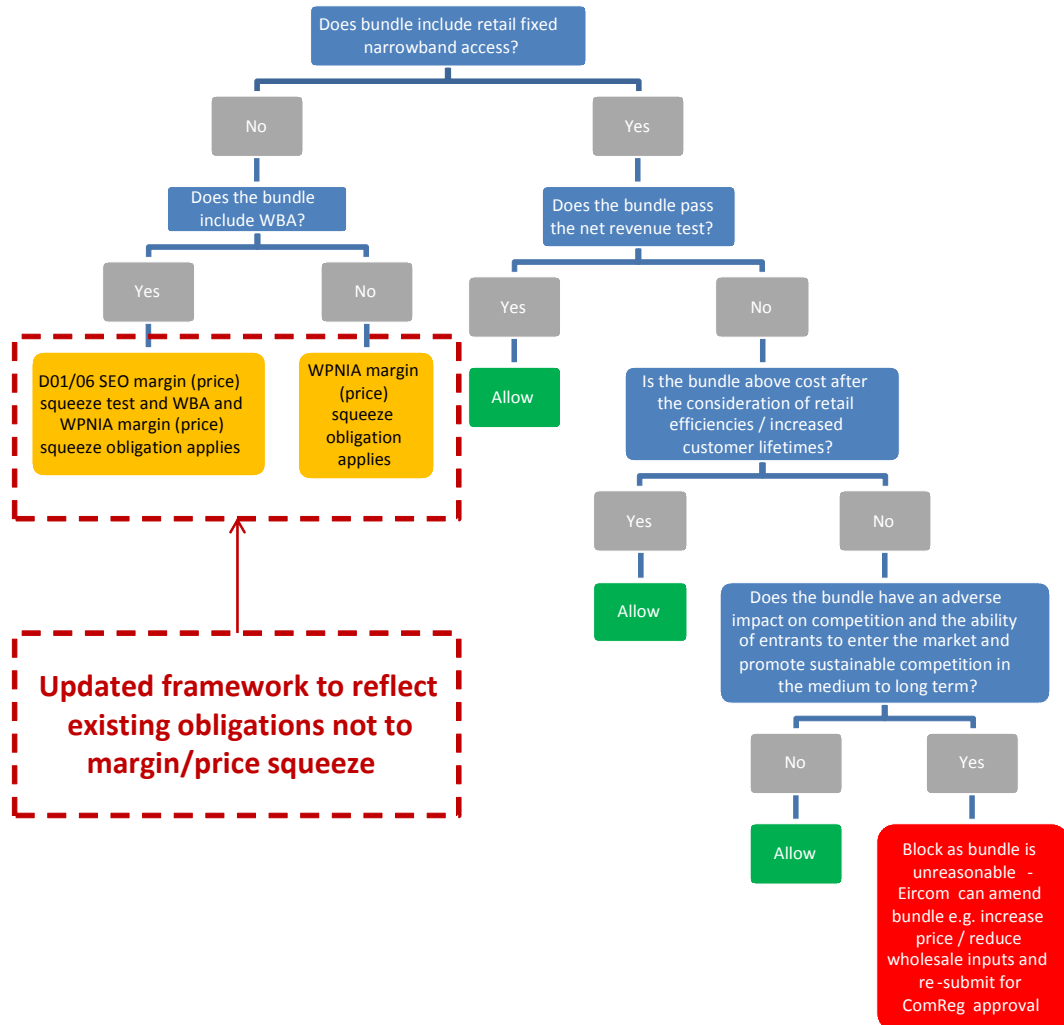 Does bundle include retail fixed
narrowband access?
No
Yes
Does the bundle
include WBA?
Does the bundle pass
the net revenue test?
Yes
No
Yes
No
D01/06 SEO margin (price)
squeeze test and WBA and
WPNIA margin (price)
squeeze obligation applies
WPNIA margin
(price)
squeeze
obligation
applies
Allow
Is the bundle above cost after
the consideration of retail
efficiencies / increased
customer lifetimes?
Yes
No
Allow
Does the bundle have an adverse
impact on competition and the ability
of entrants to enter the market and
promote sustainable competition in
the medium to long term?
Updated framework to reflect
existing obligations not to
margin/price squeeze
No
Yes
Allow
Block as bundle is
unreasonable -
Eircom can amend
bundle e.g. increase
price / reduce
wholesale inputs and
re-submit for
ComReg approval